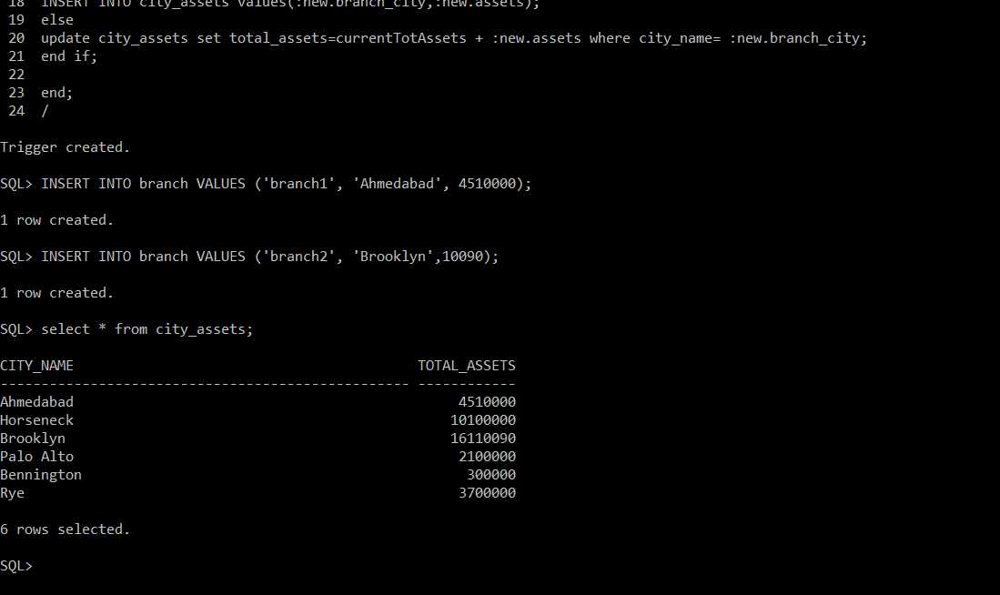 18 INSERT INTO city_assets values(:new.branch_city,:new.assets);
19 else
20 update city_assets set total_assets=currentTotAssets + :new.assets where city_name= :new.branch_city;
21 end if;
22
23 end;
24 /
Trigger created.
SQL> INSERT INTO branch VALUES ('branch1', 'Ahmedabad', 4510000);
1 row created.
SQL> INSERT INTO branch VALUES ('branch2', 'Brooklyn',10090);
1 row created.
SQL> select * from city_assets;
CITY_NAME TOTAL_ASSETS
-------------------------------------------------- ------------
Ahmedabad 4510000
Horseneck 10100000
Brooklyn 16110090
Palo Alto 2100000
Bennington 300000
Rye 3700000
6 rows selected.
SQL>